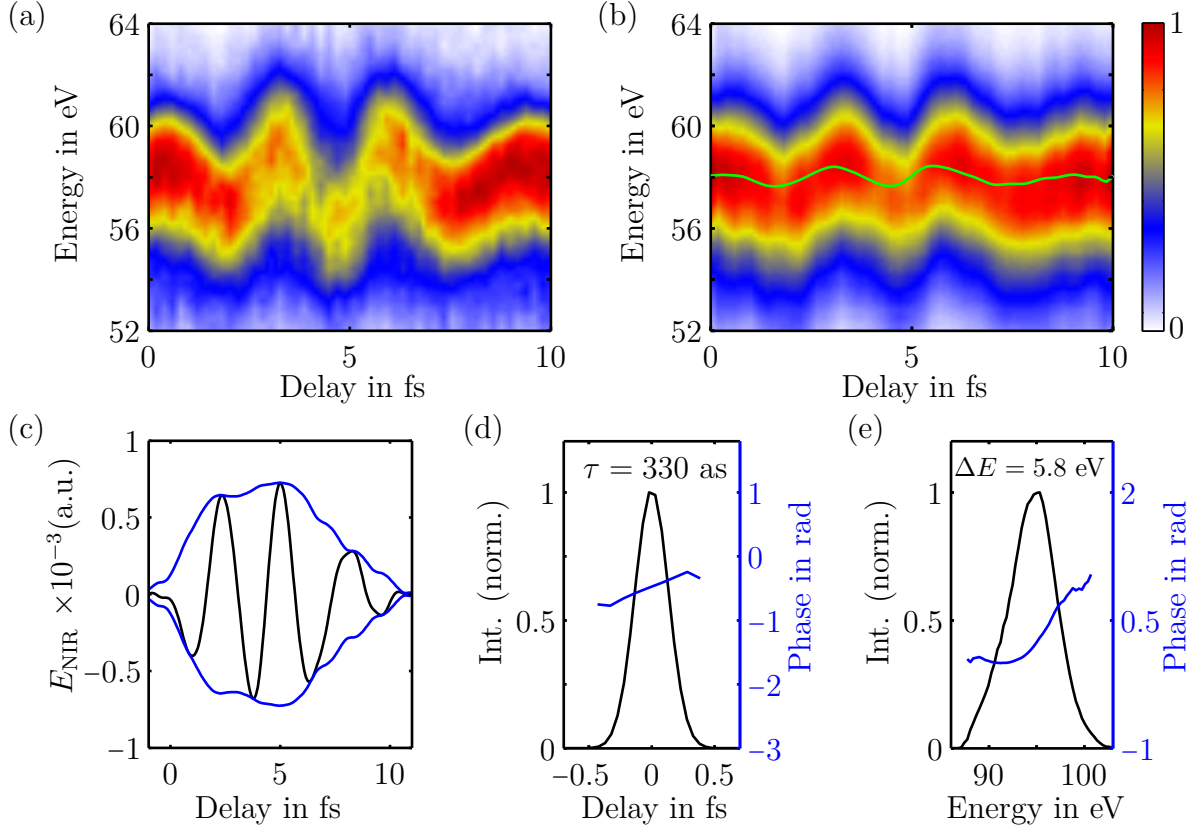 (a)
64
60
56
52
Energy in eV
0
5
10
Delay in fs
(b)
64
60
56
52
Energy in eV
0
5
10
Delay in fs
1
0
(c)
1
0.5
0
−0.5
−1
E_NIR ×10⁻³(a.u.)
0
5
10
Delay in fs
(d)
τ = 330 as
1
0.5
0
Int. (norm.)
−0.5
0
0.5
Delay in fs
1
0
−1
−2
−3
Phase in rad
(e)
ΔE = 5.8 eV
1
0.5
0
Int. (norm.)
90
100
Energy in eV
2
0.5
−1
Phase in rad